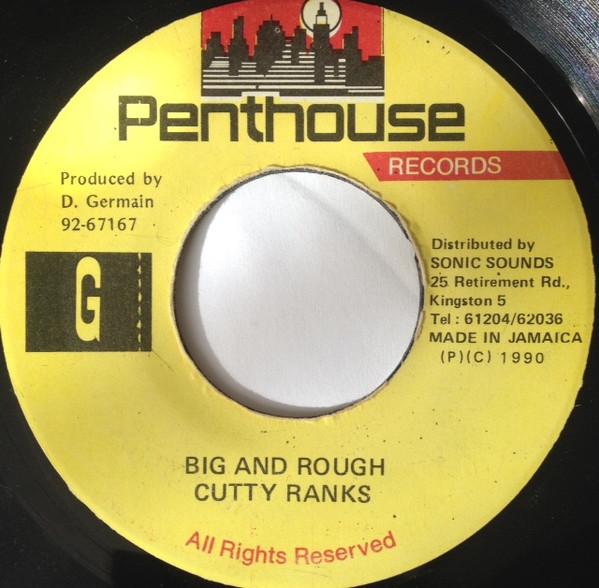 Penthouse
RECORDS
Produced by
D. Germain
92-67167
G
Distributed by
SONIC SOUNDS
25 Retirement Rd.,
Kingston 5
Tel: 61204/62036
MADE IN JAMAICA
(P)(C) 1990
BIG AND ROUGH
CUTTY RANKS
All Rights Reserved